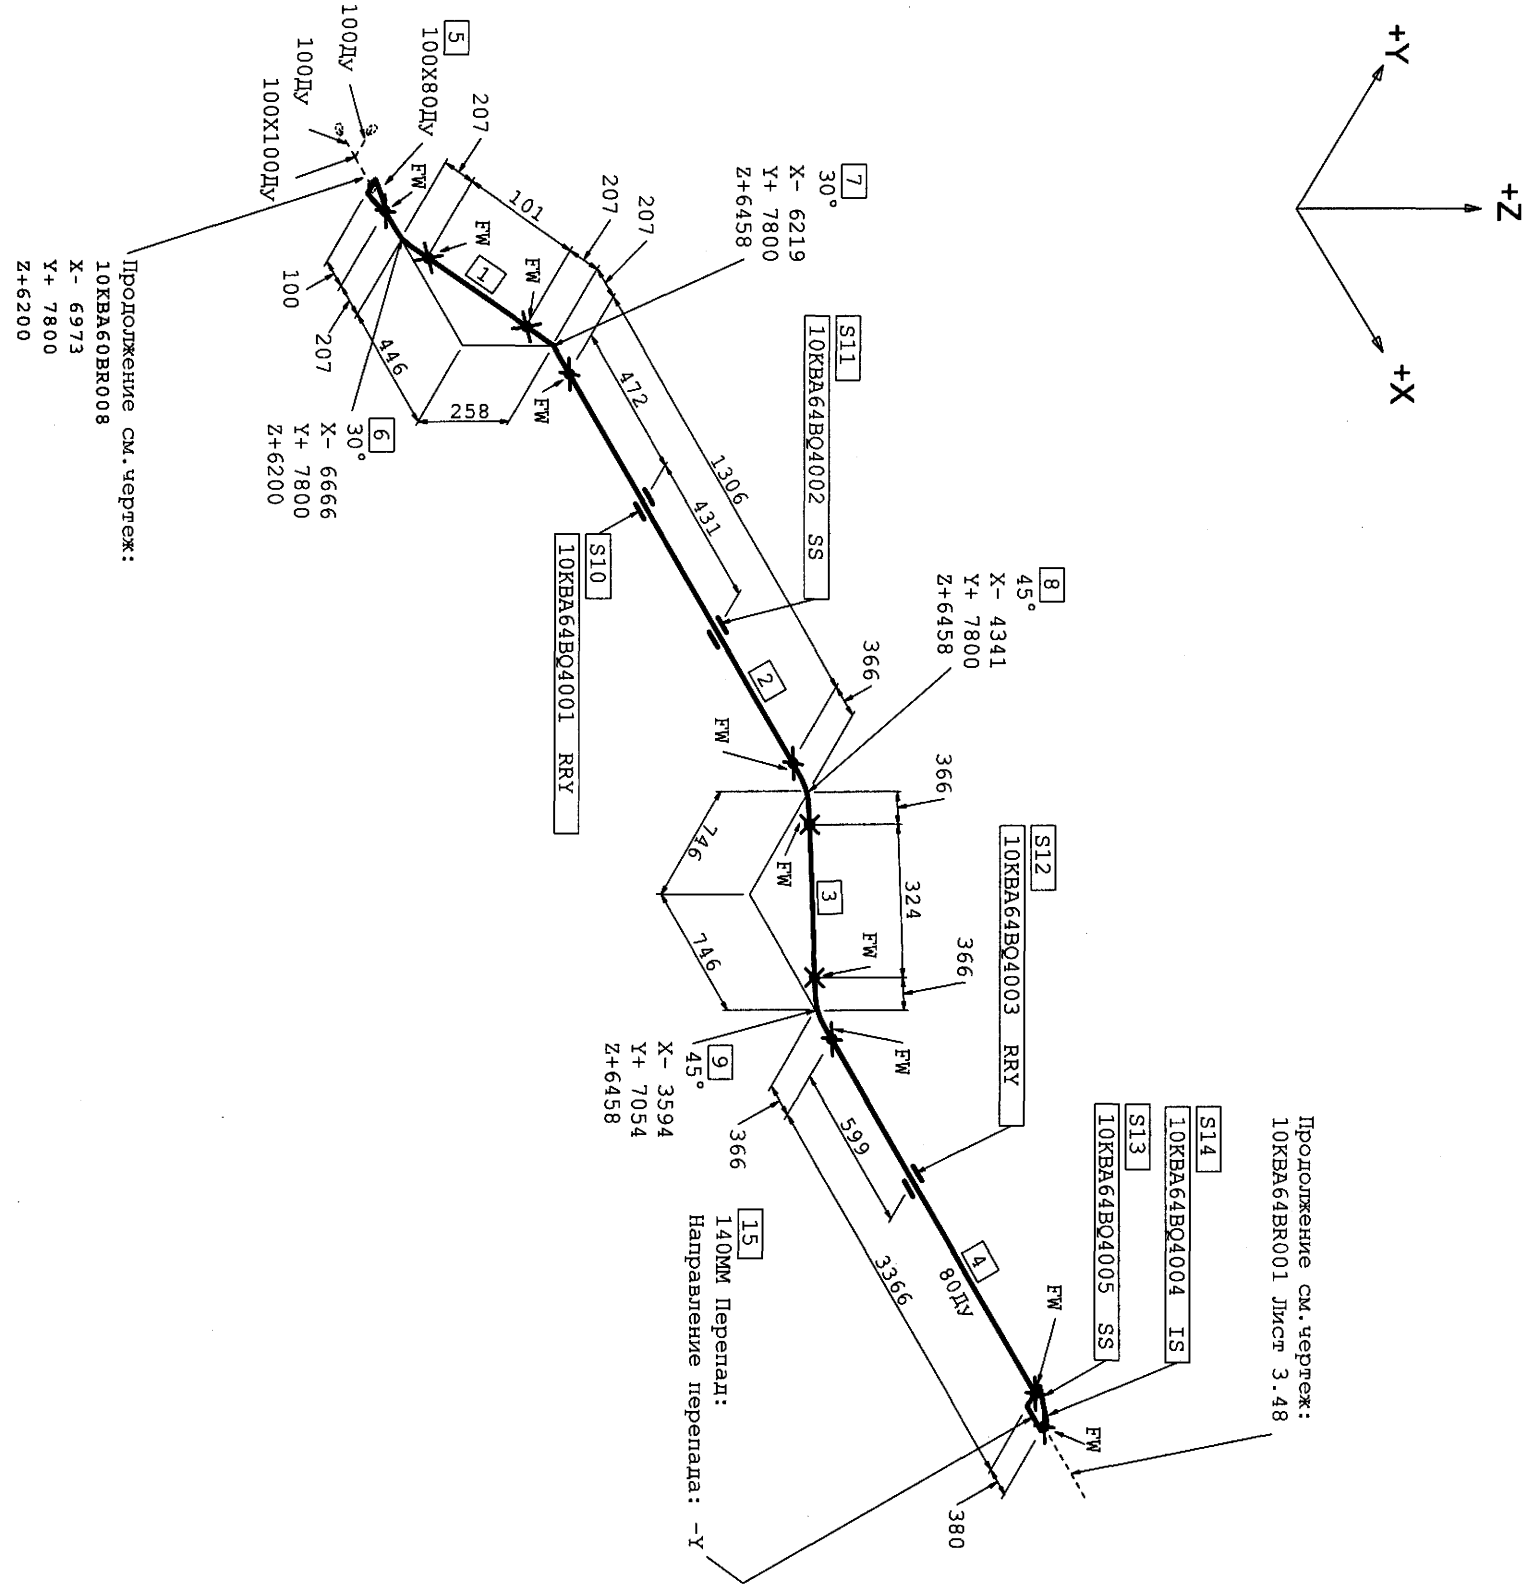 +Z
+Y
+X
Продолжение см.чертеж:
10KBA64BR001 Лист 3.48
S14
10KBA64BQ4004 IS
S13
10KBA64BQ4005 SS
S12
10KBA64BQ4003 RRY
8
45°
X- 4341
Y+ 7800
Z+6458
S11
10KBA64BQ4002 SS
7
30°
X- 6219
Y+ 7800
Z+6458
5
100X80Ду
100Ду
100Ду
100X100Ду
207
101
207
207
472
431
1306
366
366
324
366
FW
FW
FW
FW
FW
FW
FW
FW
FW
FW
1
2
3
4
80Ду
S10
10KBA64BQ4001 RRY
746
746
9
45°
X- 3594
Y+ 7054
Z+6458
366
599
3366
380
15
140ММ Перепад:
Направление перепада: -Y
100
207
446
258
6
30°
X- 6666
Y+ 7800
Z+6200
Продолжение см.чертеж:
10KBA60BR008
X- 6973
Y+ 7800
Z+6200